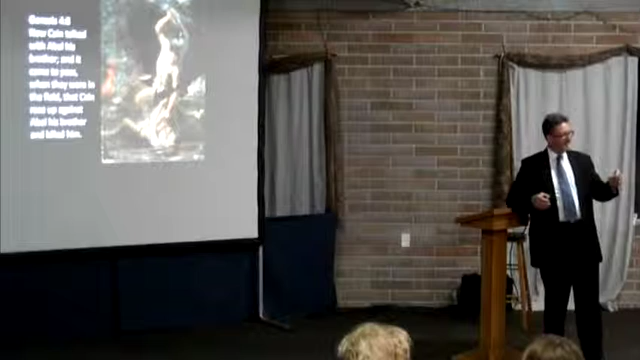 Genesis 4:8
Now Cain talked
with Abel his
brother; and it
came to pass,
when they were in
the field, that Cain
rose up against
Abel his brother
and killed him.